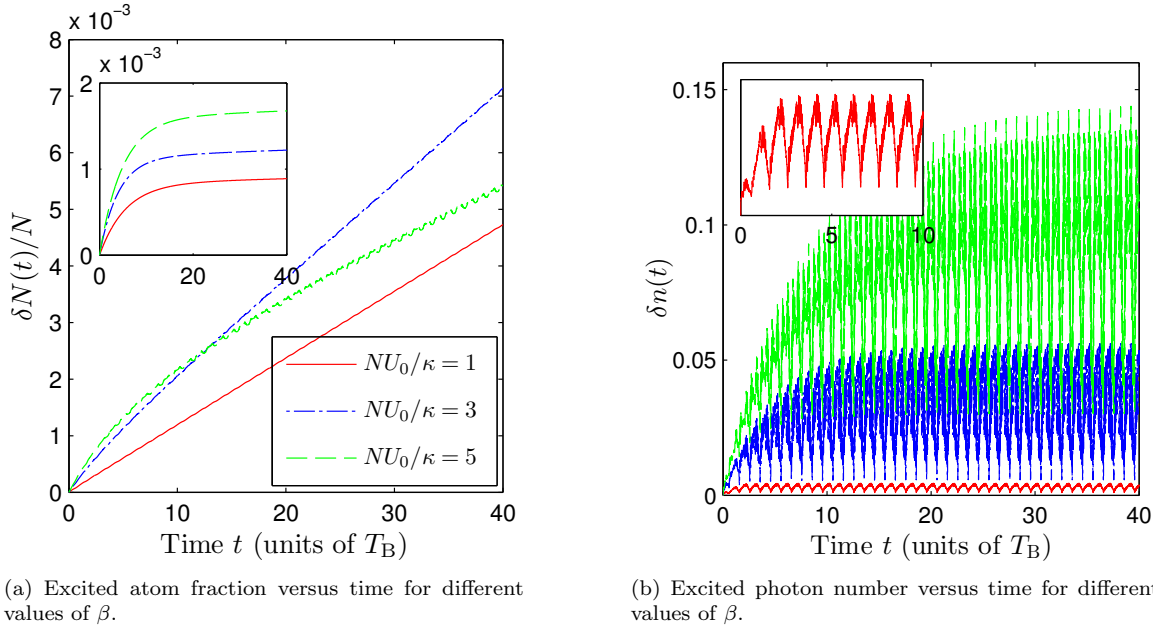 x 10⁻³
8
7
6
5
4
3
2
1
0
δN(t)/N
x 10⁻³
2
1
0
0 20 40
NU₀/κ = 1
NU₀/κ = 3
NU₀/κ = 5
0 10 20 30 40
Time t (units of T_B)
(a) Excited atom fraction versus time for different
values of β.
0.15
0.1
0.05
0
δn(t)
0 5 10
0 10 20 30 40
Time t (units of T_B)
(b) Excited photon number versus time for different
values of β.